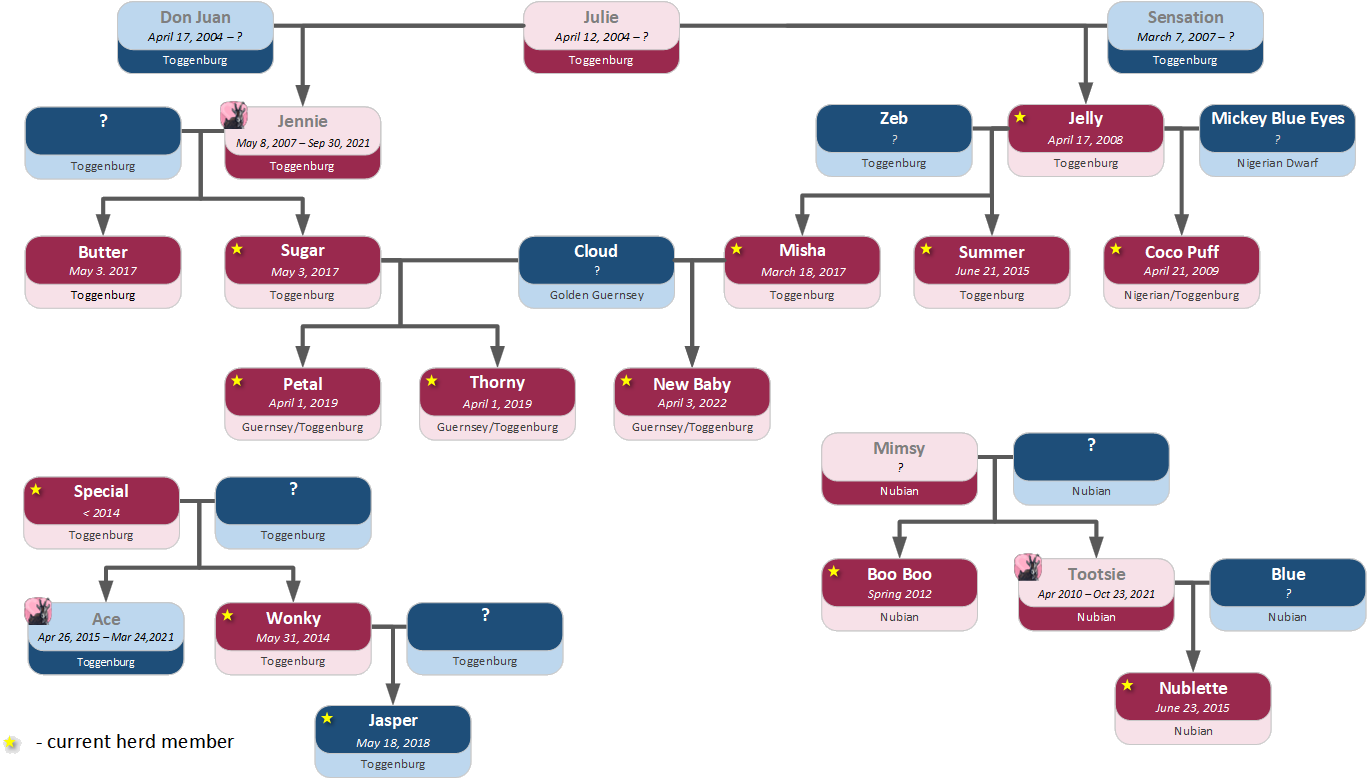 Don Juan
April 17, 2004 – ?
Toggenburg
Julie
April 12, 2004 – ?
Toggenburg
Sensation
March 7, 2007 – ?
Toggenburg
?
Toggenburg
Jennie
May 8, 2007 – Sep 30, 2021
Toggenburg
Zeb
?
Toggenburg
Jelly
April 17, 2008
Toggenburg
Mickey Blue Eyes
?
Nigerian Dwarf
Butter
May 3. 2017
Toggenburg
Sugar
May 3, 2017
Toggenburg
Cloud
?
Golden Guernsey
Misha
March 18, 2017
Toggenburg
Summer
June 21, 2015
Toggenburg
Coco Puff
April 21, 2009
Nigerian/Toggenburg
Petal
April 1, 2019
Guernsey/Toggenburg
Thorny
April 1, 2019
Guernsey/Toggenburg
New Baby
April 3, 2022
Guernsey/Toggenburg
Mimsy
?
Nubian
?
Nubian
Special
< 2014
Toggenburg
?
Toggenburg
Boo Boo
Spring 2012
Nubian
Tootsie
Apr 2010 – Oct 23, 2021
Nubian
Blue
?
Nubian
Ace
Apr 26, 2015 – Mar 24,2021
Toggenburg
Wonky
May 31, 2014
Toggenburg
?
Toggenburg
Nublette
June 23, 2015
Nubian
Jasper
May 18, 2018
Toggenburg
- current herd member